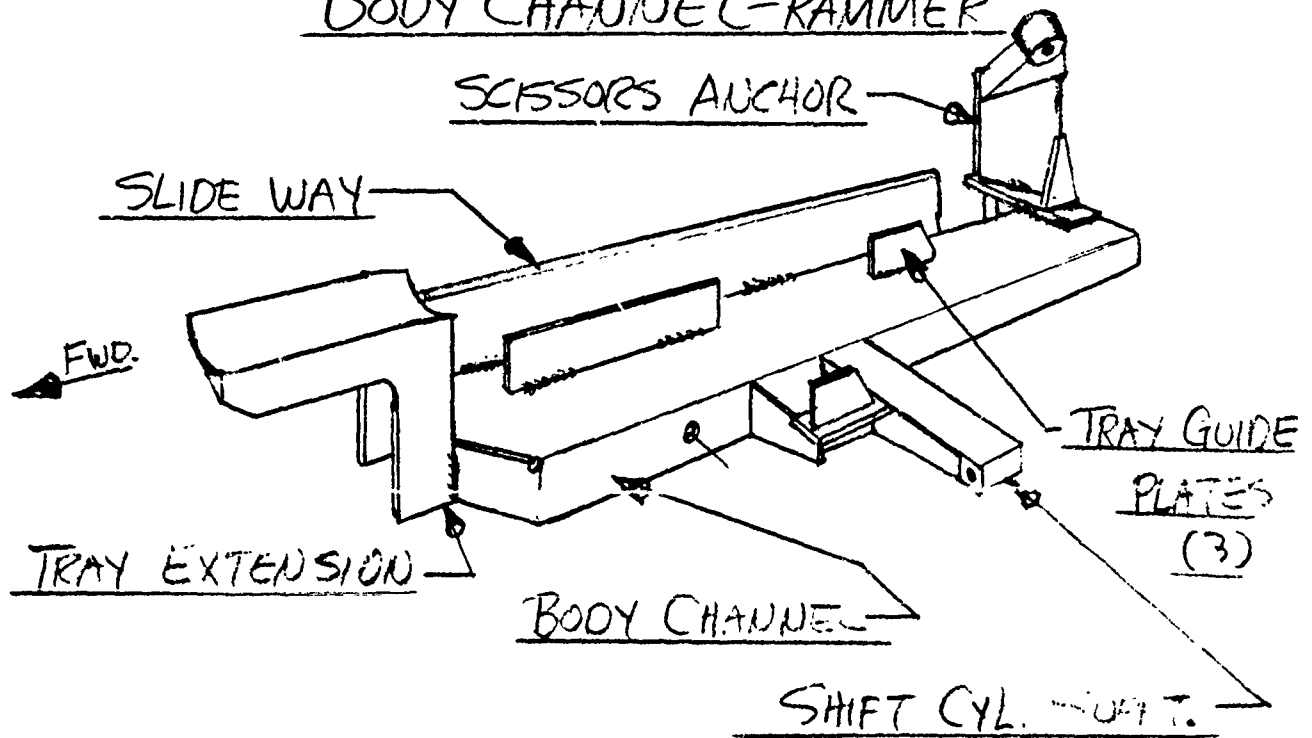 BODY CHANNEL-RAMMER
SCISSORS ANCHOR
SLIDE WAY
FWD.
TRAY GUIDE
PLATES
(3)
TRAY EXTENSION
BODY CHANNEL
SHIFT CYL.